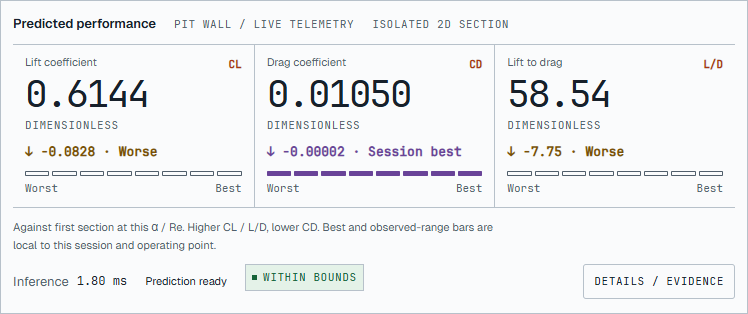 Predicted performance PIT WALL / LIVE TELEMETRY ISOLATED 2D SECTION
Lift coefficient CL
0.6144
DIMENSIONLESS
↓ -0.0828 · Worse
Worst Best
Drag coefficient CD
0.01050
DIMENSIONLESS
↓ -0.00002 · Session best
Worst Best
Lift to drag L/D
58.54
DIMENSIONLESS
↓ -7.75 · Worse
Worst Best
Against first section at this α / Re. Higher CL / L/D, lower CD. Best and observed-range bars are
local to this session and operating point.
Inference 1.80 ms Prediction ready WITHIN BOUNDS DETAILS / EVIDENCE